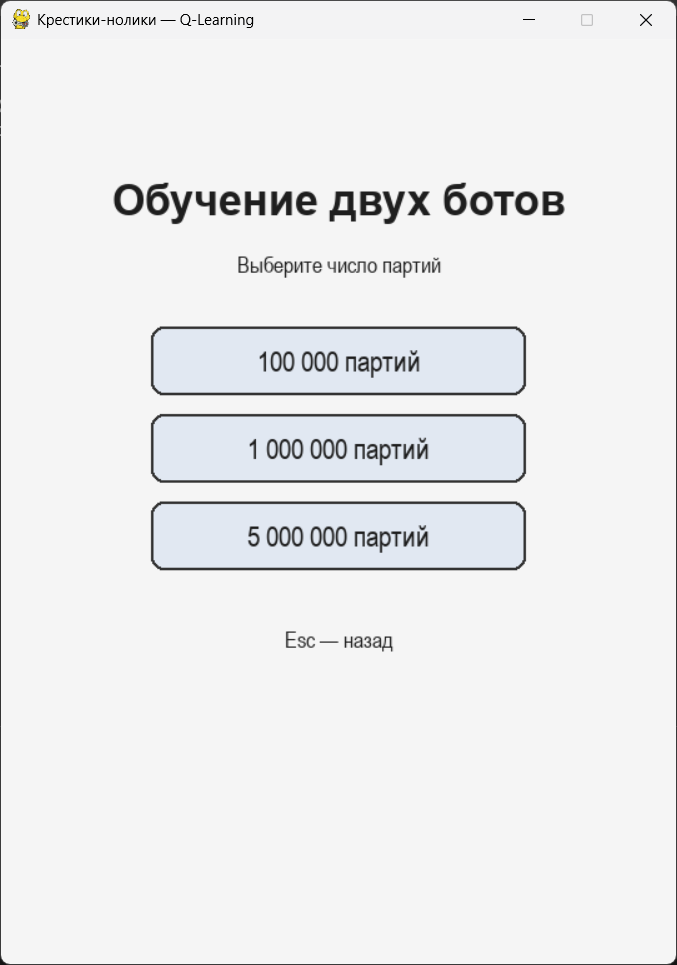 Крестики-нолики — Q-Learning
Обучение двух ботов
Выберите число партий
100 000 партий
1 000 000 партий
5 000 000 партий
Esc — назад